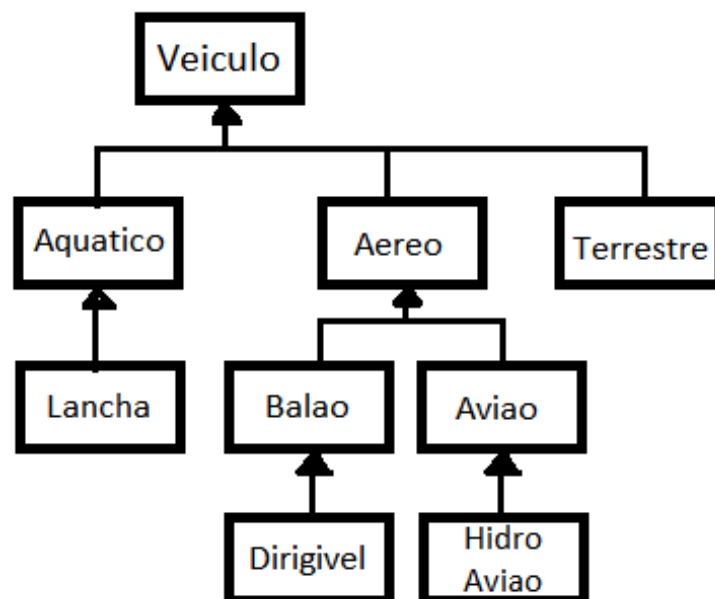 Veiculo
Aquatico
Aereo
Terrestre
Lancha
Balao
Aviao
Dirigivel
Hidro
Aviao